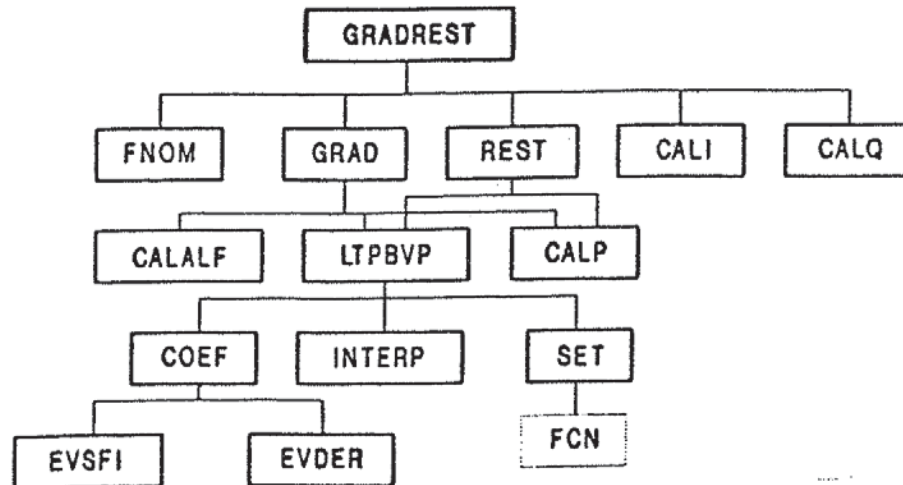 GRADREST
FNOM GRAD REST CALI CALQ
CALALF LTPBVP CALP
COEF INTERP SET
EVSFI EVDER FCN